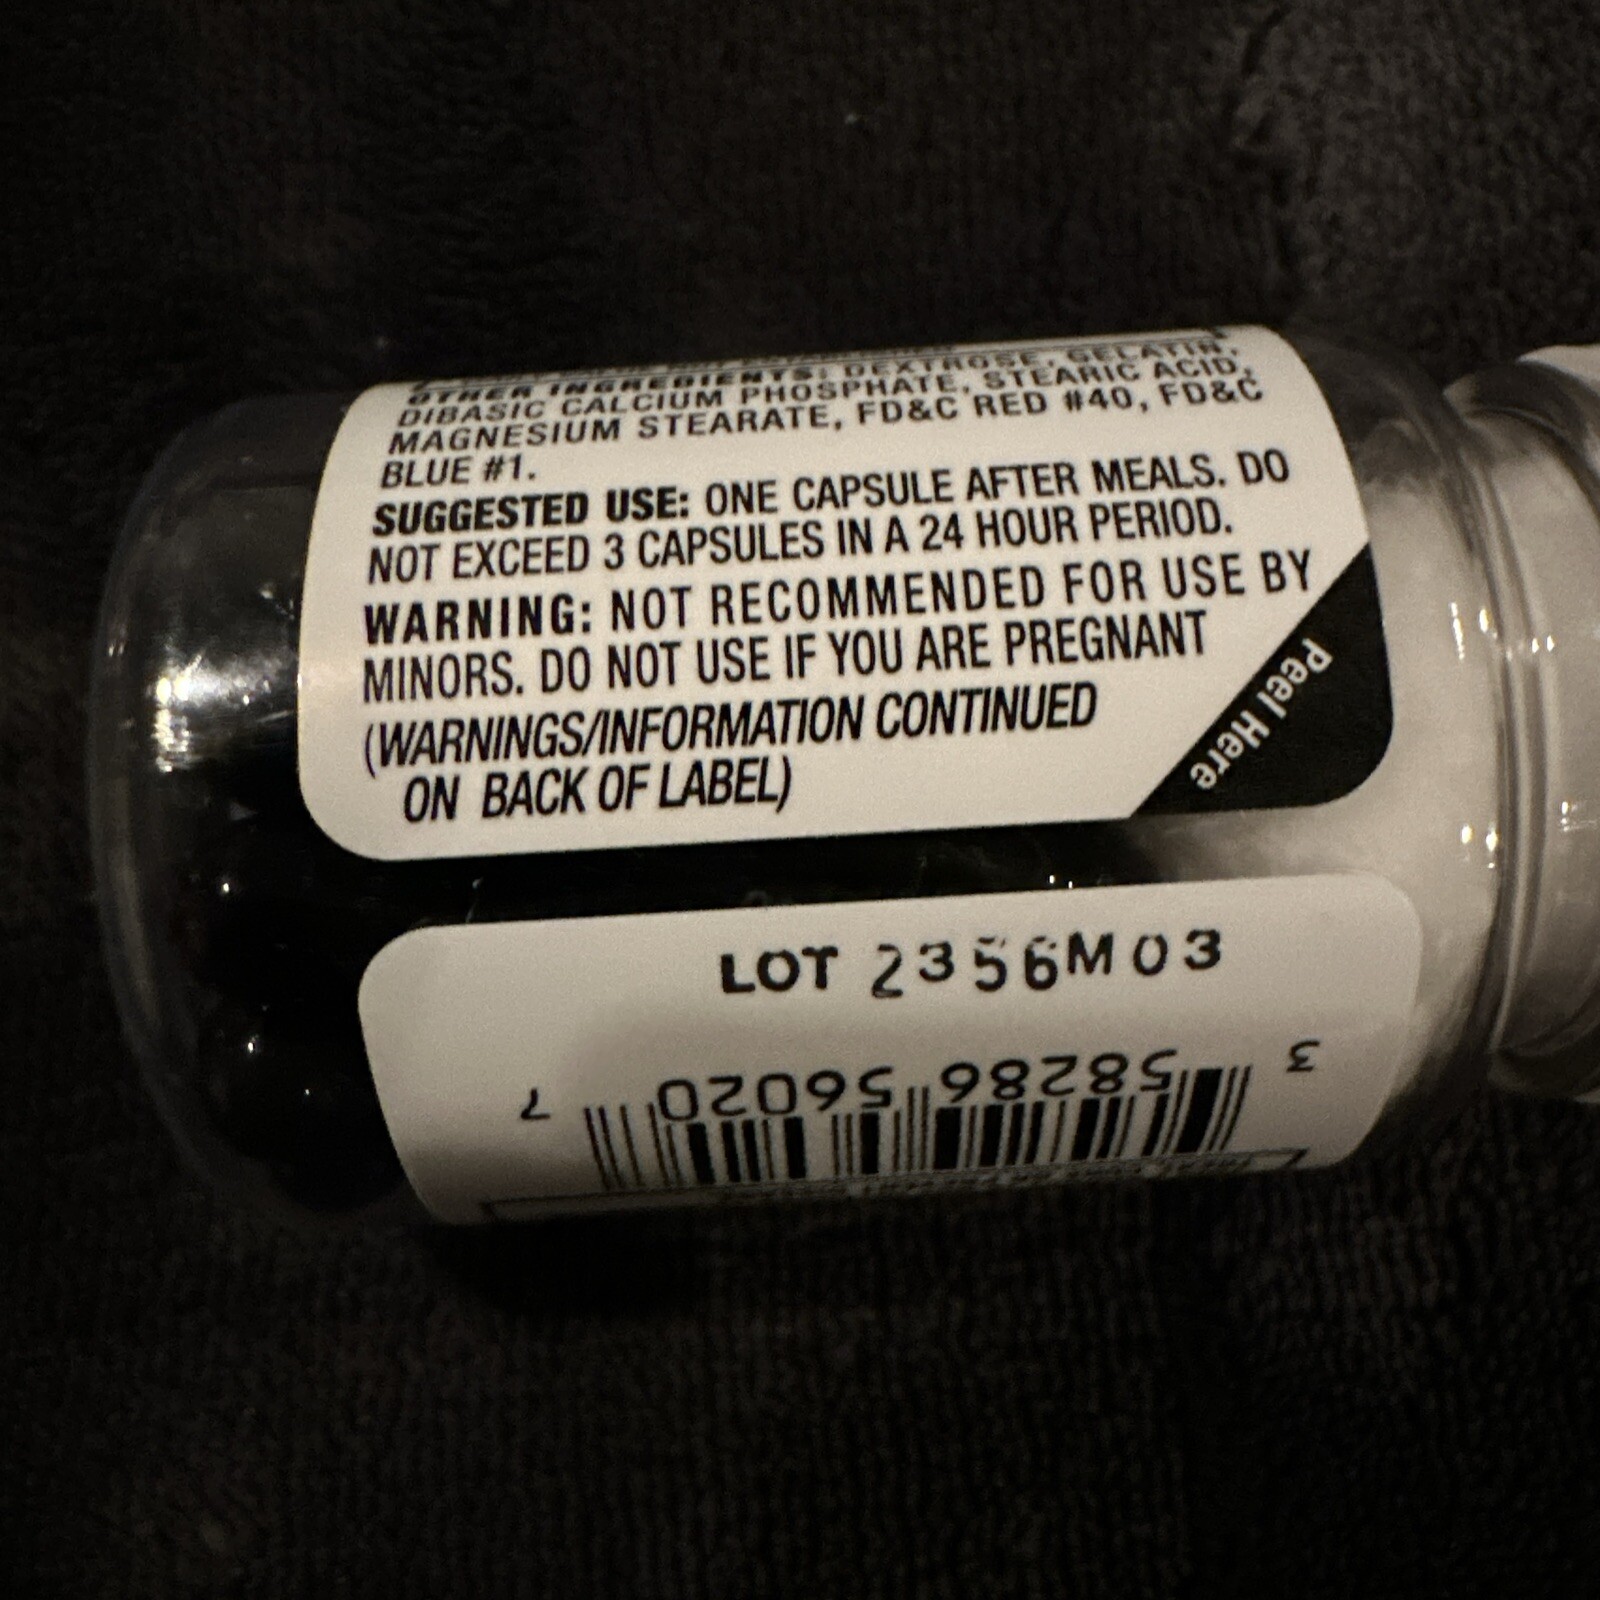 OTHER INGREDIENTS: DEXTROSE, GELATIN,
DIBASIC CALCIUM PHOSPHATE, STEARIC ACID,
MAGNESIUM STEARATE, FD&C RED #40, FD&C
BLUE #1.
SUGGESTED USE: ONE CAPSULE AFTER MEALS. DO
NOT EXCEED 3 CAPSULES IN A 24 HOUR PERIOD.
WARNING: NOT RECOMMENDED FOR USE BY
MINORS. DO NOT USE IF YOU ARE PREGNANT
(WARNINGS/INFORMATION CONTINUED
ON BACK OF LABEL)
Peel Here
LOT 2356M03
3 58286 56020 7